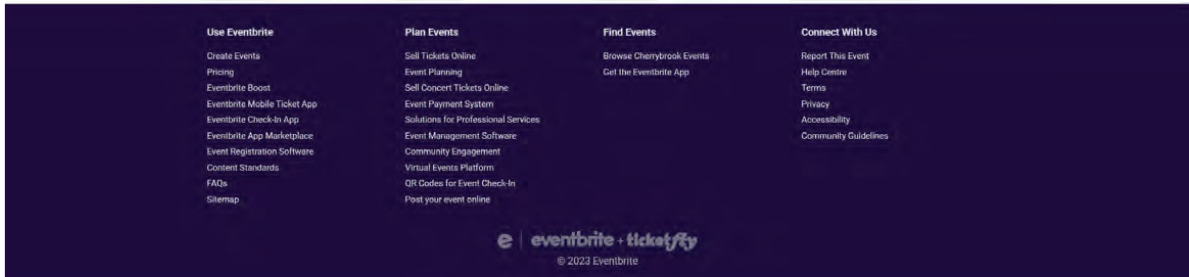 Use Eventbrite
Create Events
Pricing
Eventbrite Boost
Eventbrite Mobile Ticket App
Eventbrite Check-In App
Eventbrite App Marketplace
Event Registration Software
Content Standards
FAQs
Sitemap
Plan Events
Sell Tickets Online
Event Planning
Sell Concert Tickets Online
Event Payment System
Solutions for Professional Services
Event Management Software
Community Engagement
Virtual Events Platform
QR Codes for Event Check-In
Post your event online
Find Events
Browse Cherrybrook Events
Get the Eventbrite App
Connect With Us
Report This Event
Help Centre
Terms
Privacy
Accessibility
Community Guidelines
e | eventbrite + ticketfly
© 2023 Eventbrite